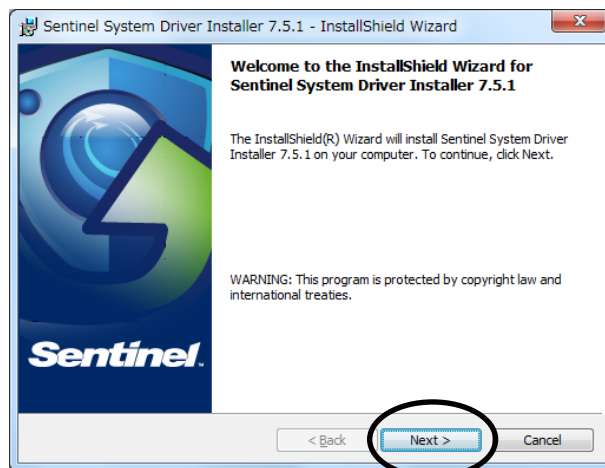 Sentinel System Driver Installer 7.5.1 - InstallShield Wizard
Welcome to the InstallShield Wizard for
Sentinel System Driver Installer 7.5.1
The InstallShield(R) Wizard will install Sentinel System Driver
Installer 7.5.1 on your computer. To continue, click Next.
WARNING: This program is protected by copyright law and
international treaties.
Sentinel.
< Back
Next >
Cancel